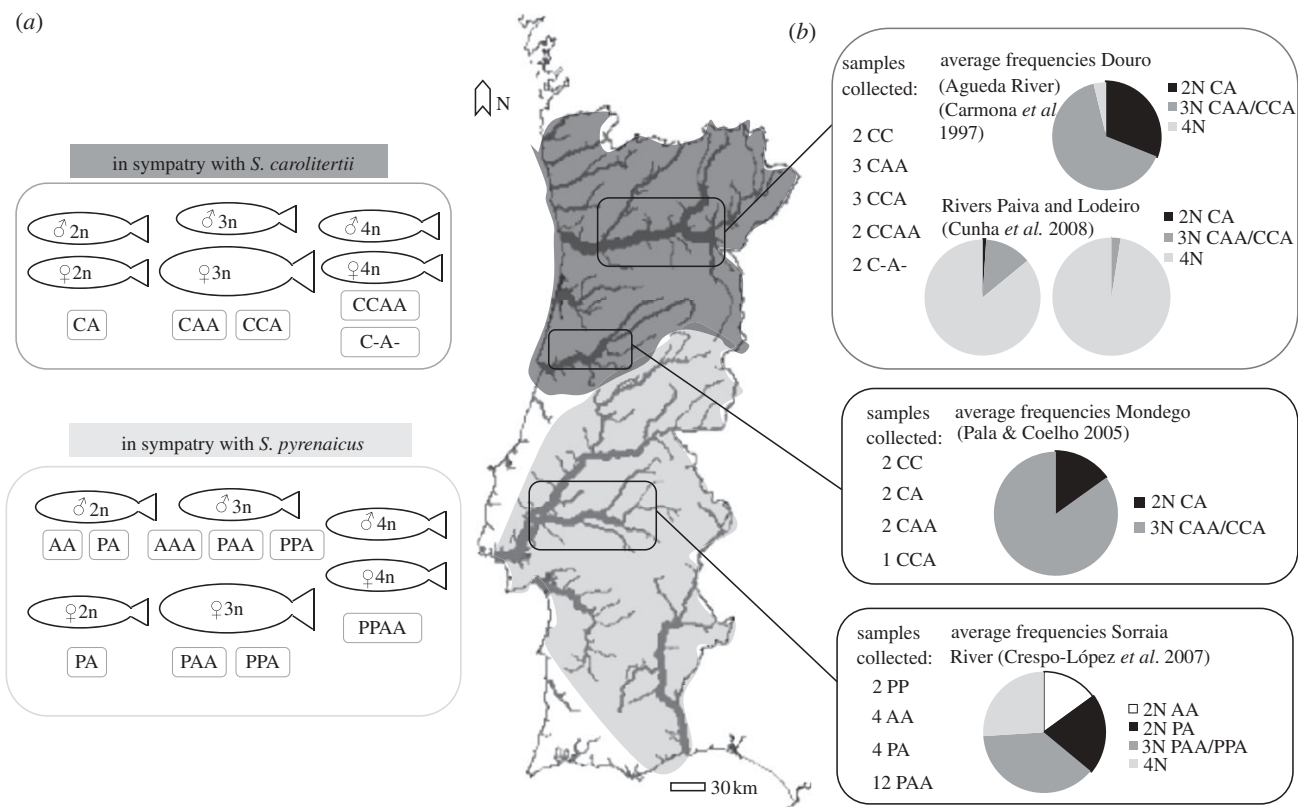 (a)
in sympatry with S. carolitertii
♂2n
♂3n
♂4n
♀2n
♀3n
♀4n
CA
CAA CCA
CCAA
C-A-
in sympatry with S. pyrenaicus
♂2n
♂3n
♂4n
AA PA
AAA PAA PPA
♀2n
♀3n
♀4n
PA
PAA PPA
PPAA
N
30 km
(b)
samples
collected:
2 CC
3 CAA
3 CCA
2 CCAA
2 C-A-
average frequencies Douro
(Agueda River)
(Carmona et al
1997)
2N CA
3N CAA/CCA
4N
Rivers Paiva and Lodeiro
(Cunha et al. 2008)
2N CA
3N CAA/CCA
4N
samples
collected:
2 CC
2 CA
2 CAA
1 CCA
average frequencies Mondego
(Pala & Coelho 2005)
2N CA
3N CAA/CCA
samples
collected:
2 PP
4 AA
4 PA
12 PAA
average frequencies Sorraia
River (Crespo-López et al. 2007)
2N AA
2N PA
3N PAA/PPA
4N